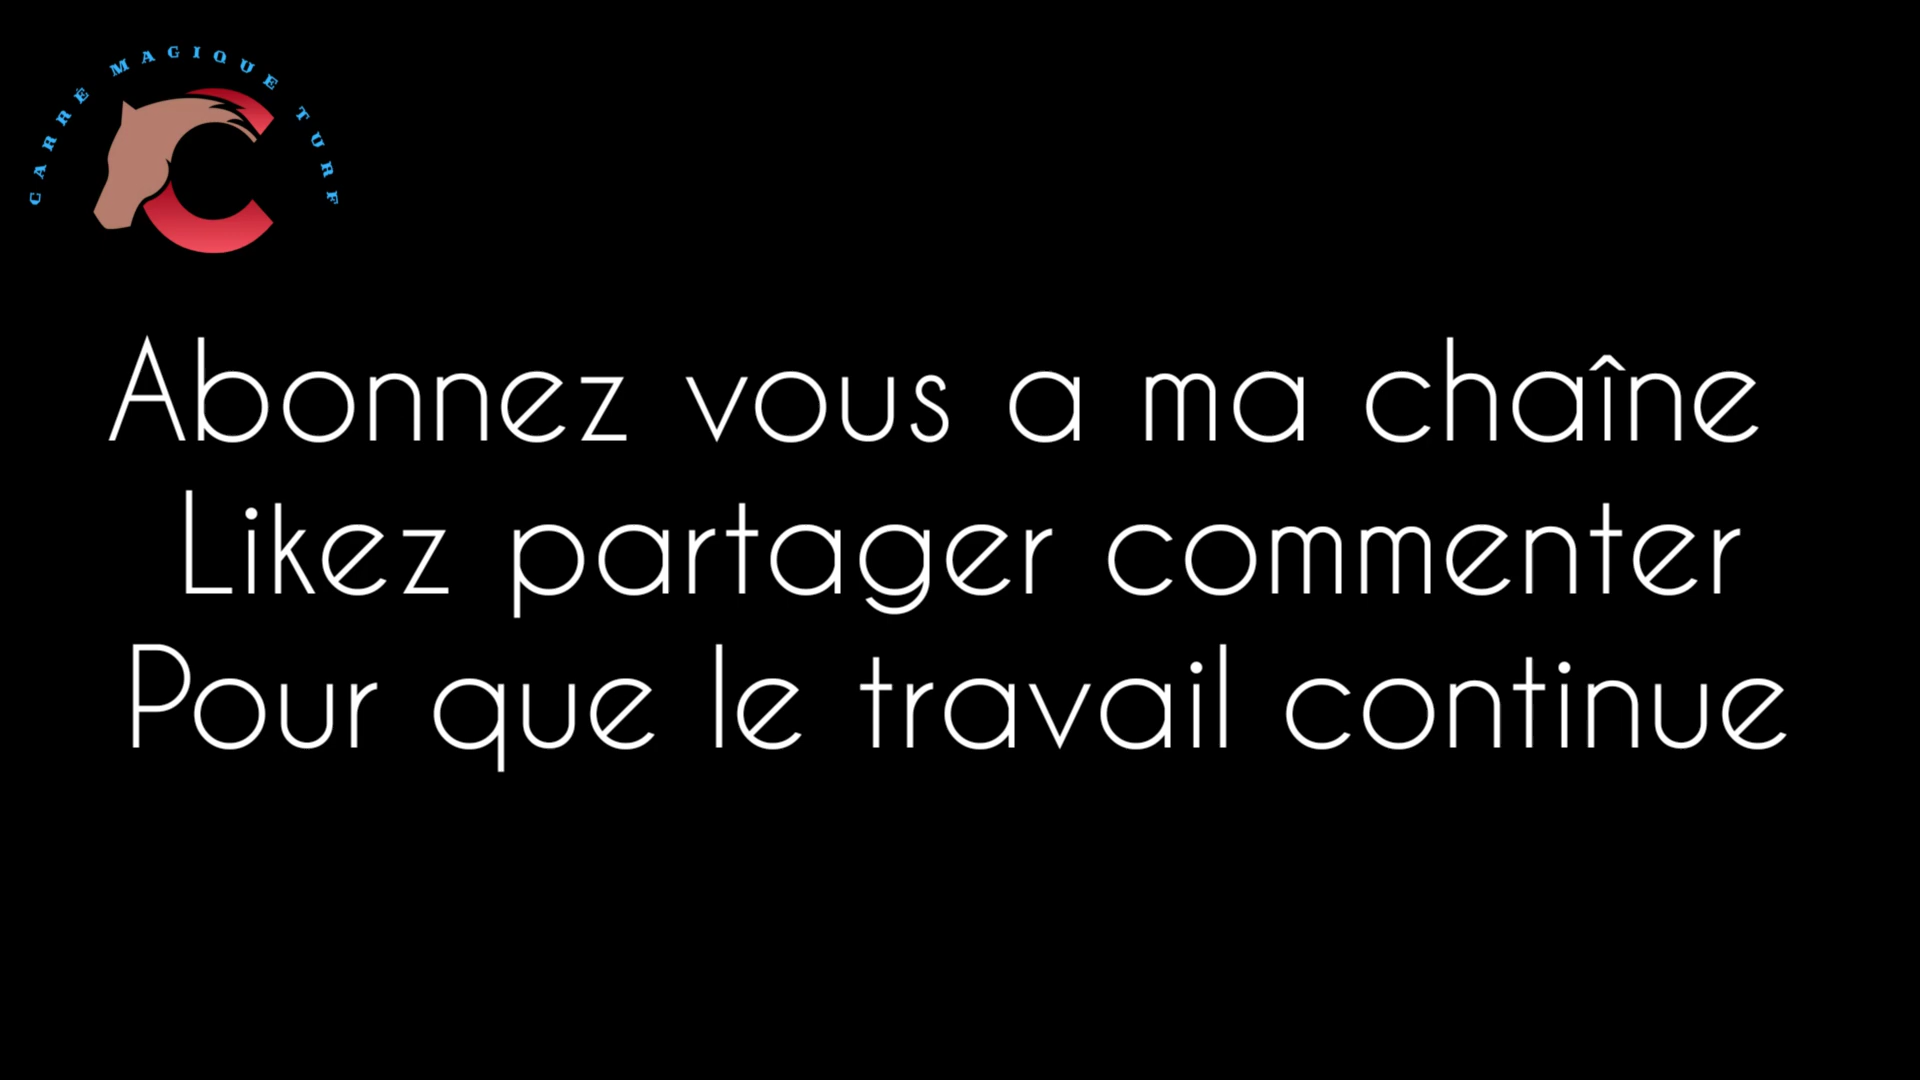 CARRÉ MAGIQUE TURF
Abonnez vous a ma chaîne
Likez partager commenter
Pour que le travail continue